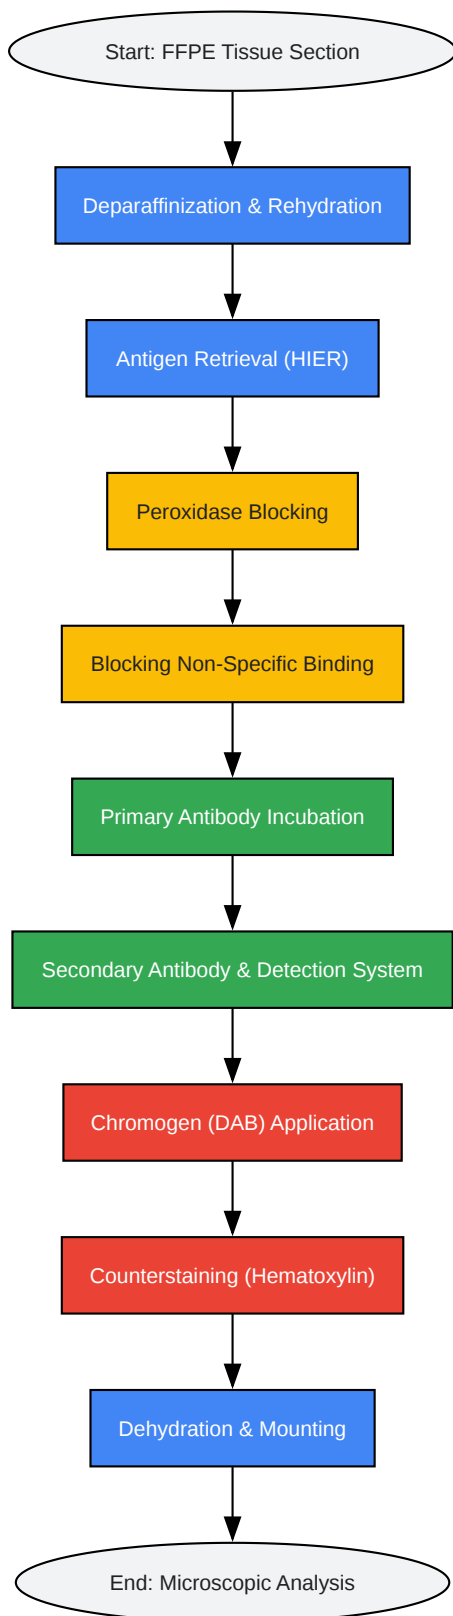 Start: FFPE Tissue Section
Deparaffinization & Rehydration
Antigen Retrieval (HIER)
Peroxidase Blocking
Blocking Non-Specific Binding
Primary Antibody Incubation
Secondary Antibody & Detection System
Chromogen (DAB) Application
Counterstaining (Hematoxylin)
Dehydration & Mounting
End: Microscopic Analysis